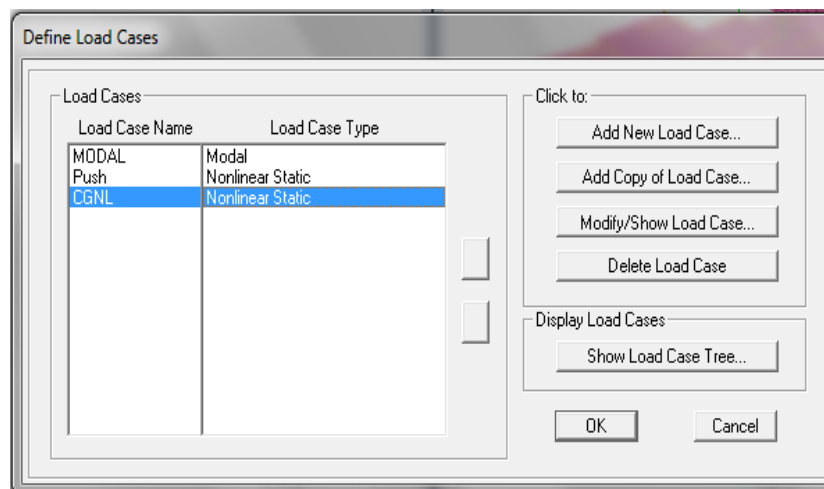 Define Load Cases
Load Cases
Load Case Name Load Case Type
MODAL Modal
Push Nonlinear Static
CGNL Nonlinear Static
Click to:
Add New Load Case...
Add Copy of Load Case...
Modify/Show Load Case...
Delete Load Case
Display Load Cases
Show Load Case Tree...
OK Cancel